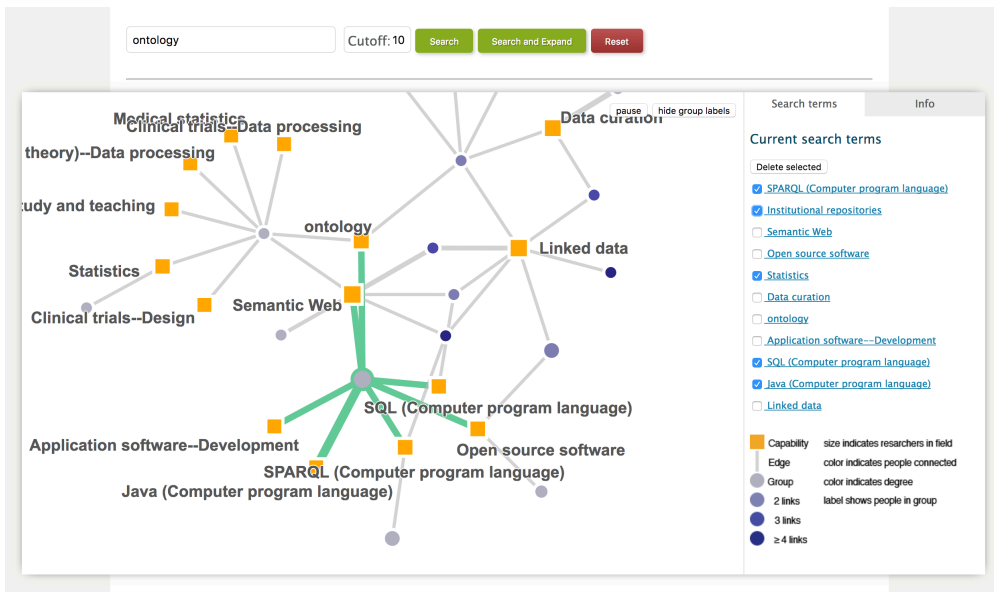 ontology
Cutoff: 10
Search
Search and Expand
Reset
pause
hide group labels
Medical statistics
Clinical trials--Data processing
theory)--Data processing
tudy and teaching
Statistics
Clinical trials--Design
ontology
Semantic Web
Data curation
Linked data
SQL (Computer program language)
Application software--Development
Open source software
SPARQL (Computer program language)
Java (Computer program language)
Search terms
Info
Current search terms
Delete selected
SPARQL (Computer program language)
Institutional repositories
Semantic Web
Open source software
Statistics
Data curation
ontology
Application software--Development
SQL (Computer program language)
Java (Computer program language)
Linked data
Capability size indicates resarchers in field
Edge color indicates people connected
Group color indicates degree
2 links label shows people in group
3 links
≥ 4 links